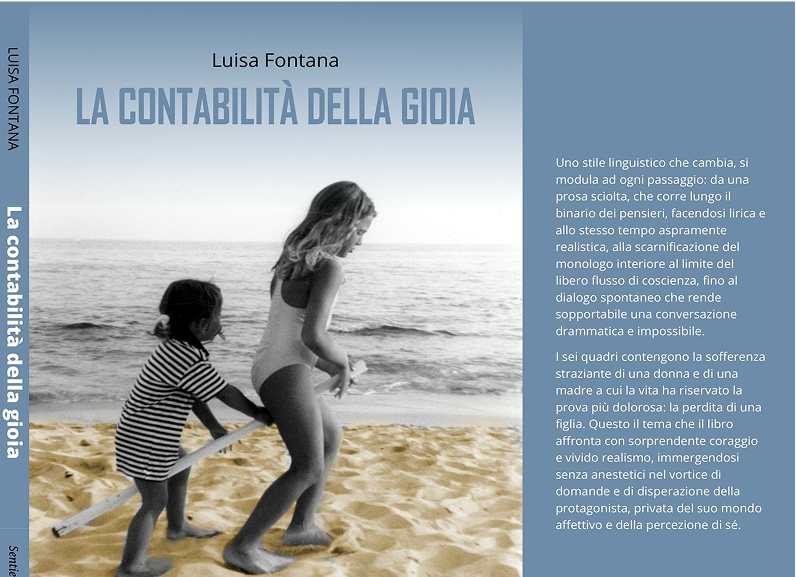 LUISA FONTANA
La contabilità della gioia
Luisa Fontana
LA CONTABILITÀ DELLA GIOIA
Uno stile linguistico che cambia, si
modula ad ogni passaggio: da una
prosa sciolta, che corre lungo il
binario dei pensieri, facendosi lirica e
allo stesso tempo aspramente
realistica, alla scarnificazione del
monologo interiore al limite del
libero flusso di coscienza, fino al
dialogo spontaneo che rende
sopportabile una conversazione
drammatica e impossibile.
I sei quadri contengono la sofferenza
straziante di una donna e di una
madre a cui la vita ha riservato la
prova più dolorosa: la perdita di una
figlia. Questo il tema che il libro
affronta con sorprendente coraggio
e vivido realismo, immergendosi
senza anestetici nel vortice di
domande e di disperazione della
protagonista, privata del suo mondo
affettivo e della percezione di sé.